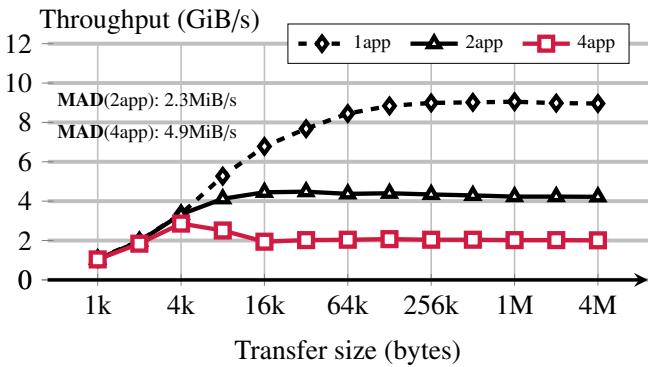 Throughput (GiB/s)
1app 2app 4app
12
10
MAD(2app): 2.3MiB/s
8
MAD(4app): 4.9MiB/s
6
4
2
0
1k 4k 16k 64k 256k 1M 4M
Transfer size (bytes)